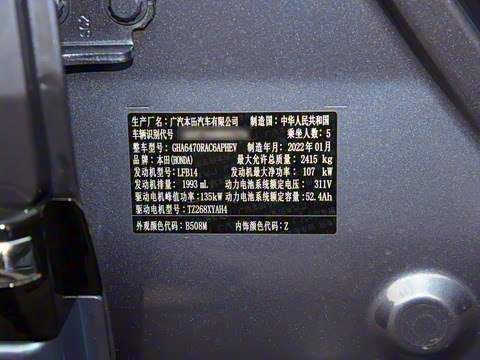 生产厂名：广汽本田汽车有限公司 制造国：中华人民共和国
车辆识别代号 乘坐人数：5
整车型号：GHA6470RAC6APHEV 制造年月：2022年01月
品牌：本田(HONDA) 最大允许总质量：2415 kg
发动机型号：LFB14 发动机最大净功率：107 kW
发动机排量：1993 mL 动力电池系统额定电压：311V
驱动电机峰值功率：135kW 动力电池系统额定容量：52.4Ah
驱动电机型号：TZ268XYAH4
外观颜色代码：B508M 内饰颜色代码：Z